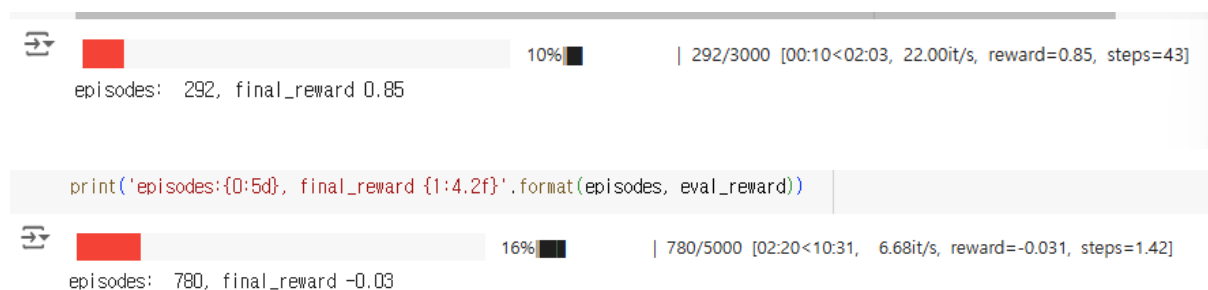 10% | 292/3000 [00:10<02:03, 22.00it/s, reward=0.85, steps=43]
episodes:  292, final_reward 0.85
print('episodes:{0:5d}, final_reward {1:4.2f}'.format(episodes, eval_reward))
16% | 780/5000 [02:20<10:31,  6.68it/s, reward=-0.031, steps=1.42]
episodes:  780, final_reward -0.03